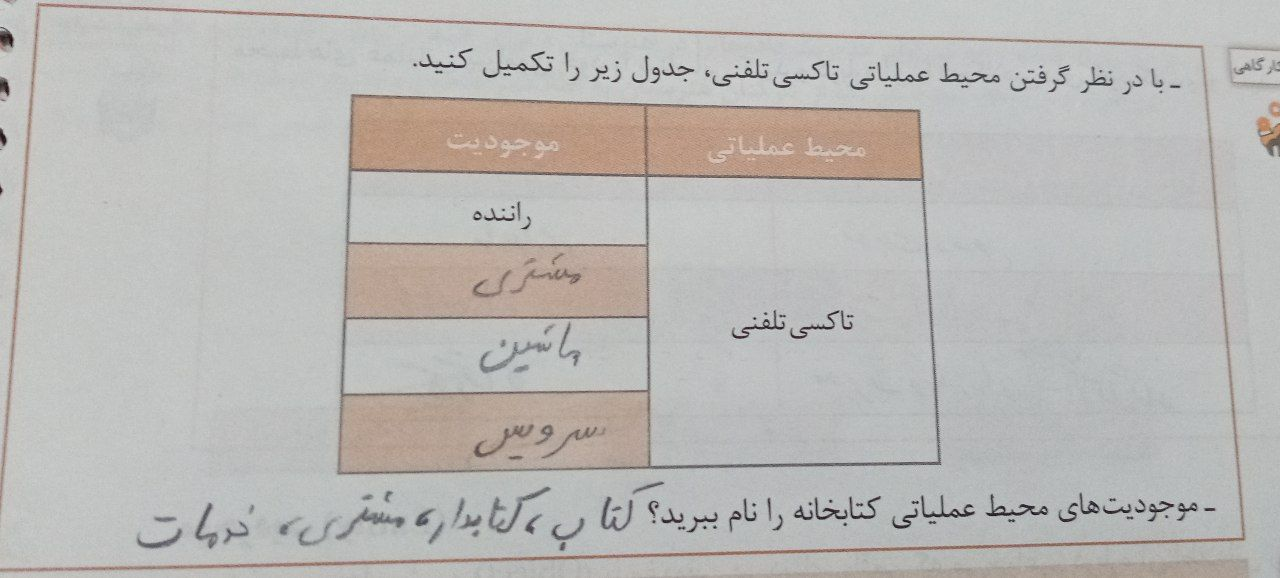 کارگاهی
ـ با در نظر گرفتن محیط عملیاتی تاکسی تلفنی، جدول زیر را تکمیل کنید.
محیط عملیاتی موجودیت
راننده
مشتری
تاکسی تلفنی
ماشین
سرویس
ـ موجودیت‌های محیط عملیاتی کتابخانه را نام ببرید؟ کتاب، کتابدار، مشتری، خدمات